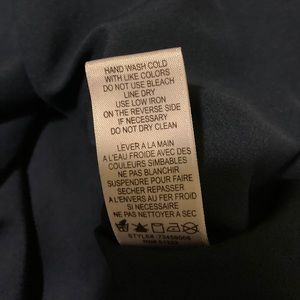 HAND WASH COLD
WITH LIKE COLORS
DO NOT USE BLEACH
LINE DRY
USE LOW IRON
ON THE REVERSE SIDE
IF NECESSARY
DO NOT DRY CLEAN
LEVER A LA MAIN
A L'EAU FROIDE AVEC DES
COULEURS SIMBABLES
NE PAS BLANCHIR
SUSPENDRE POUR FAIRE
SECHER REPASSER
A L'ENVERS AU FER FROID
SI NECESSAIRE
NE PAS NETTOYER A SEC
STYLE#
RN#